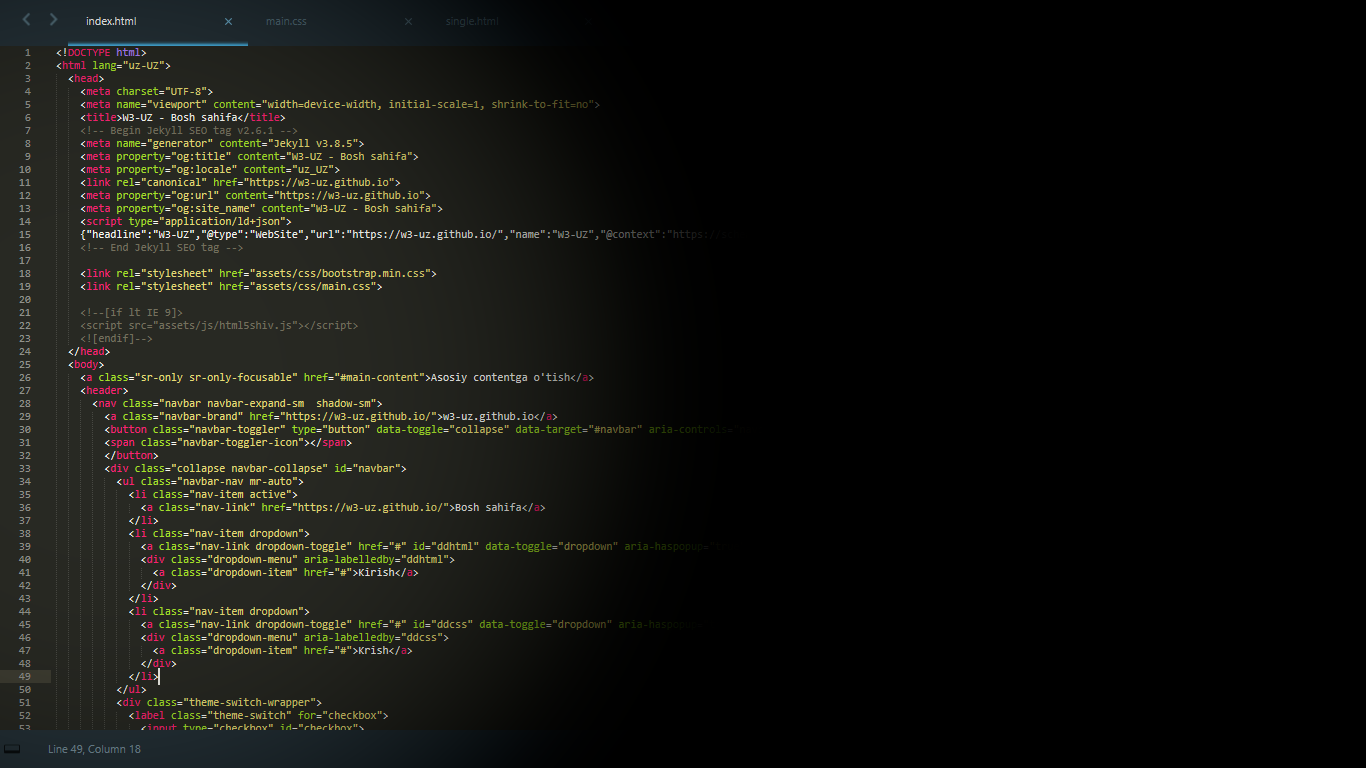 index.html × main.css × single.html
1 <!DOCTYPE html>
2 <html lang="uz-UZ">
3 <head>
4 <meta charset="UTF-8">
5 <meta name="viewport" content="width=device-width, initial-scale=1, shrink-to-fit=no">
6 <title>W3-UZ - Bosh sahifa</title>
7 <!-- Begin Jekyll SEO tag v2.6.1 -->
8 <meta name="generator" content="Jekyll v3.8.5">
9 <meta property="og:title" content="W3-UZ - Bosh sahifa">
10 <meta property="og:locale" content="uz_UZ">
11 <link rel="canonical" href="https://w3-uz.github.io">
12 <meta property="og:url" content="https://w3-uz.github.io">
13 <meta property="og:site_name" content="W3-UZ - Bosh sahifa">
14 <script type="application/ld+json">
15 {"headline":"W3-UZ","@type":"WebSite","url":"https://w3-uz.github.io/","name":"W3-UZ","@context":"https:/
16 <!-- End Jekyll SEO tag -->
17
18 <link rel="stylesheet" href="assets/css/bootstrap.min.css">
19 <link rel="stylesheet" href="assets/css/main.css">
20
21 <!--[if lt IE 9]>
22 <script src="assets/js/html5shiv.js"></script>
23 <![endif]-->
24 </head>
25 <body>
26 <a class="sr-only sr-only-focusable" href="#main-content">Asosiy contentga o'tish</a>
27 <header>
28 <nav class="navbar navbar-expand-sm  shadow-sm">
29 <a class="navbar-brand" href="https://w3-uz.github.io/">w3-uz.github.io</a>
30 <button class="navbar-toggler" type="button" data-toggle="collapse" data-target="#navbar" aria-controls=
31 <span class="navbar-toggler-icon"></span>
32 </button>
33 <div class="collapse navbar-collapse" id="navbar">
34 <ul class="navbar-nav mr-auto">
35 <li class="nav-item active">
36 <a class="nav-link" href="https://w3-uz.github.io/">Bosh sahifa</a>
37 </li>
38 <li class="nav-item dropdown">
39 <a class="nav-link dropdown-toggle" href="#" id="ddhtml" data-toggle="dropdown" aria-haspopup=
40 <div class="dropdown-menu" aria-labelledby="ddhtml">
41 <a class="dropdown-item" href="#">Kirish</a>
42 </div>
43 </li>
44 <li class="nav-item dropdown">
45 <a class="nav-link dropdown-toggle" href="#" id="ddcss" data-toggle="dropdown" aria-haspopup
46 <div class="dropdown-menu" aria-labelledby="ddcss">
47 <a class="dropdown-item" href="#">Krish</a>
48 </div>
49 </li>
50 </ul>
51 <div class="theme-switch-wrapper">
52 <label class="theme-switch" for="checkbox">
53 <input type="checkbox" id="checkbox">
Line 49, Column 18